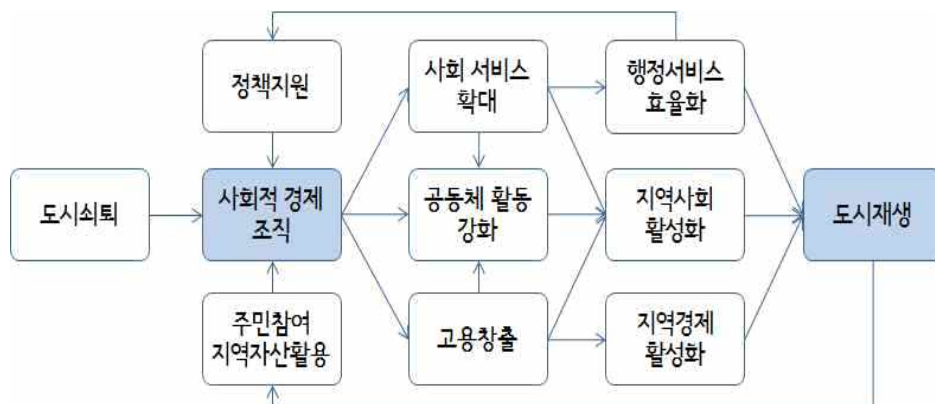 정책지원
사회 서비스
확대
행정서비스
효율화
도시쇠퇴
사회적 경제
조직
공동체 활동
강화
지역사회
활성화
도시재생
주민참여
지역자산활용
고용창출
지역경제
활성화